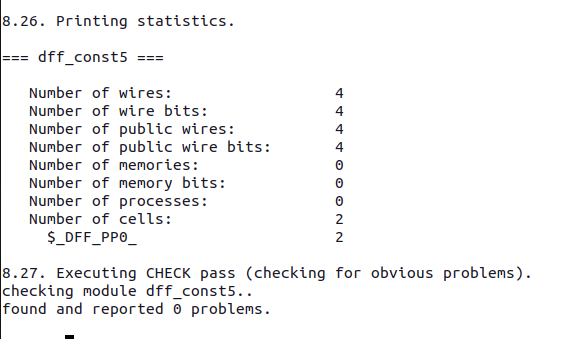 8.26. Printing statistics.
=== dff_const5 ===
Number of wires: 4
Number of wire bits: 4
Number of public wires: 4
Number of public wire bits: 4
Number of memories: 0
Number of memory bits: 0
Number of processes: 0
Number of cells: 2
$_DFF_PP0_ 2
8.27. Executing CHECK pass (checking for obvious problems).
checking module dff_const5..
found and reported 0 problems.